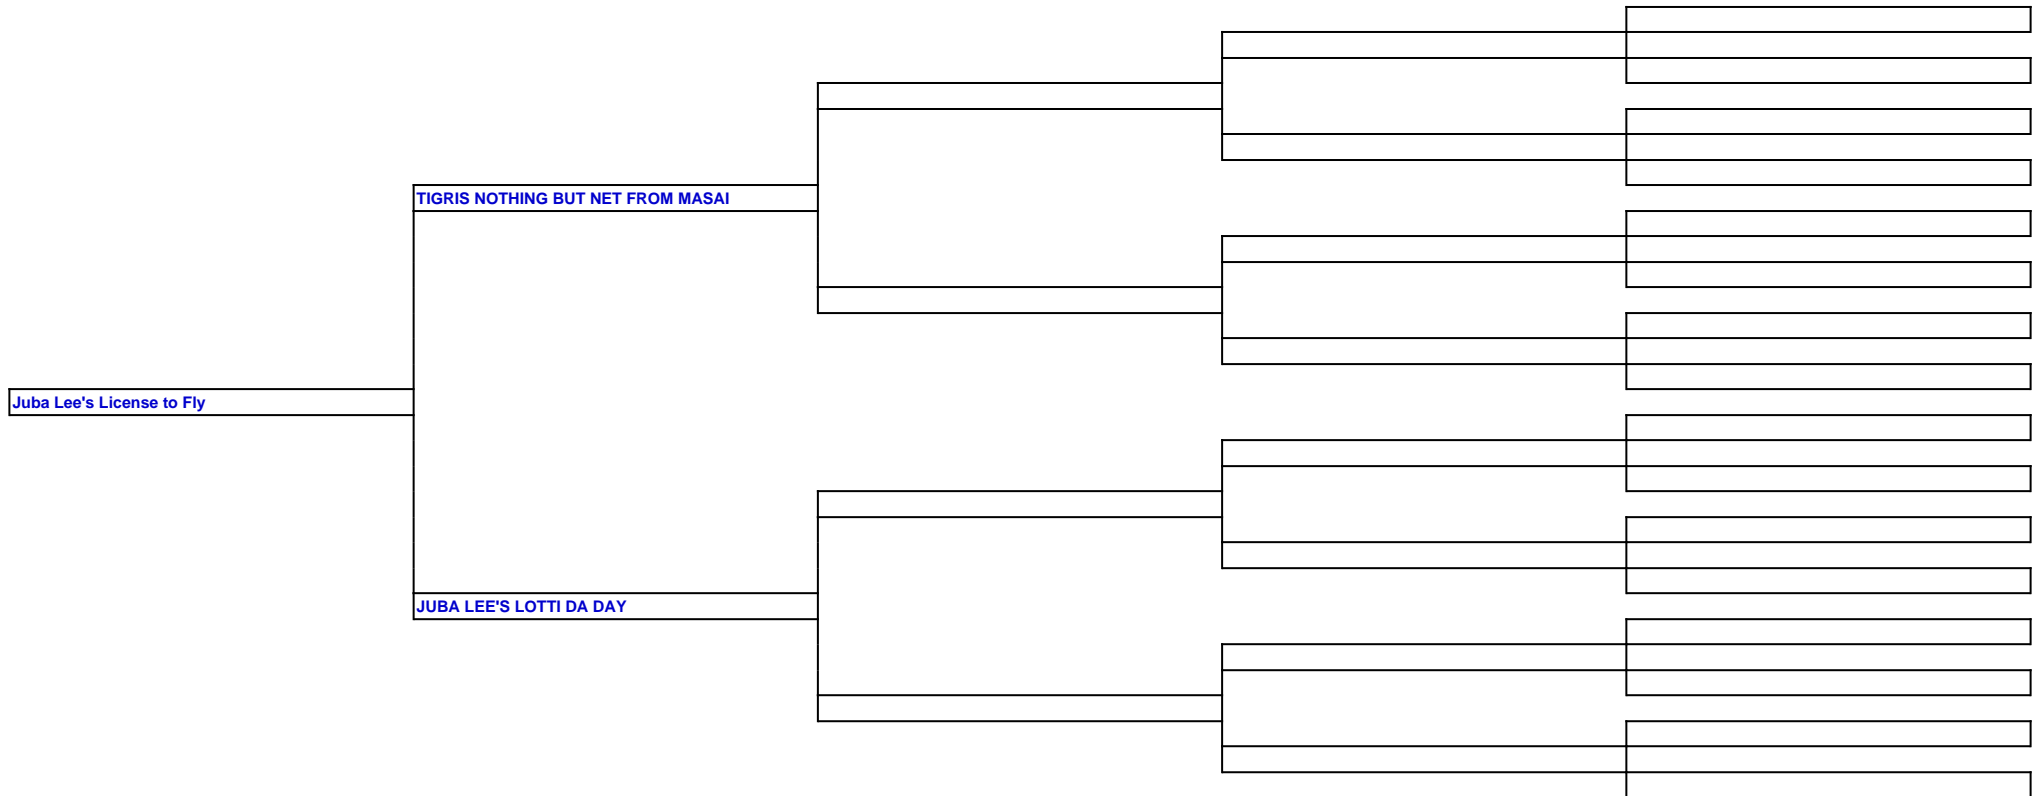 TIGRIS NOTHING BUT NET FROM MASAI
Juba Lee's License to Fly
JUBA LEE'S LOTTI DA DAY